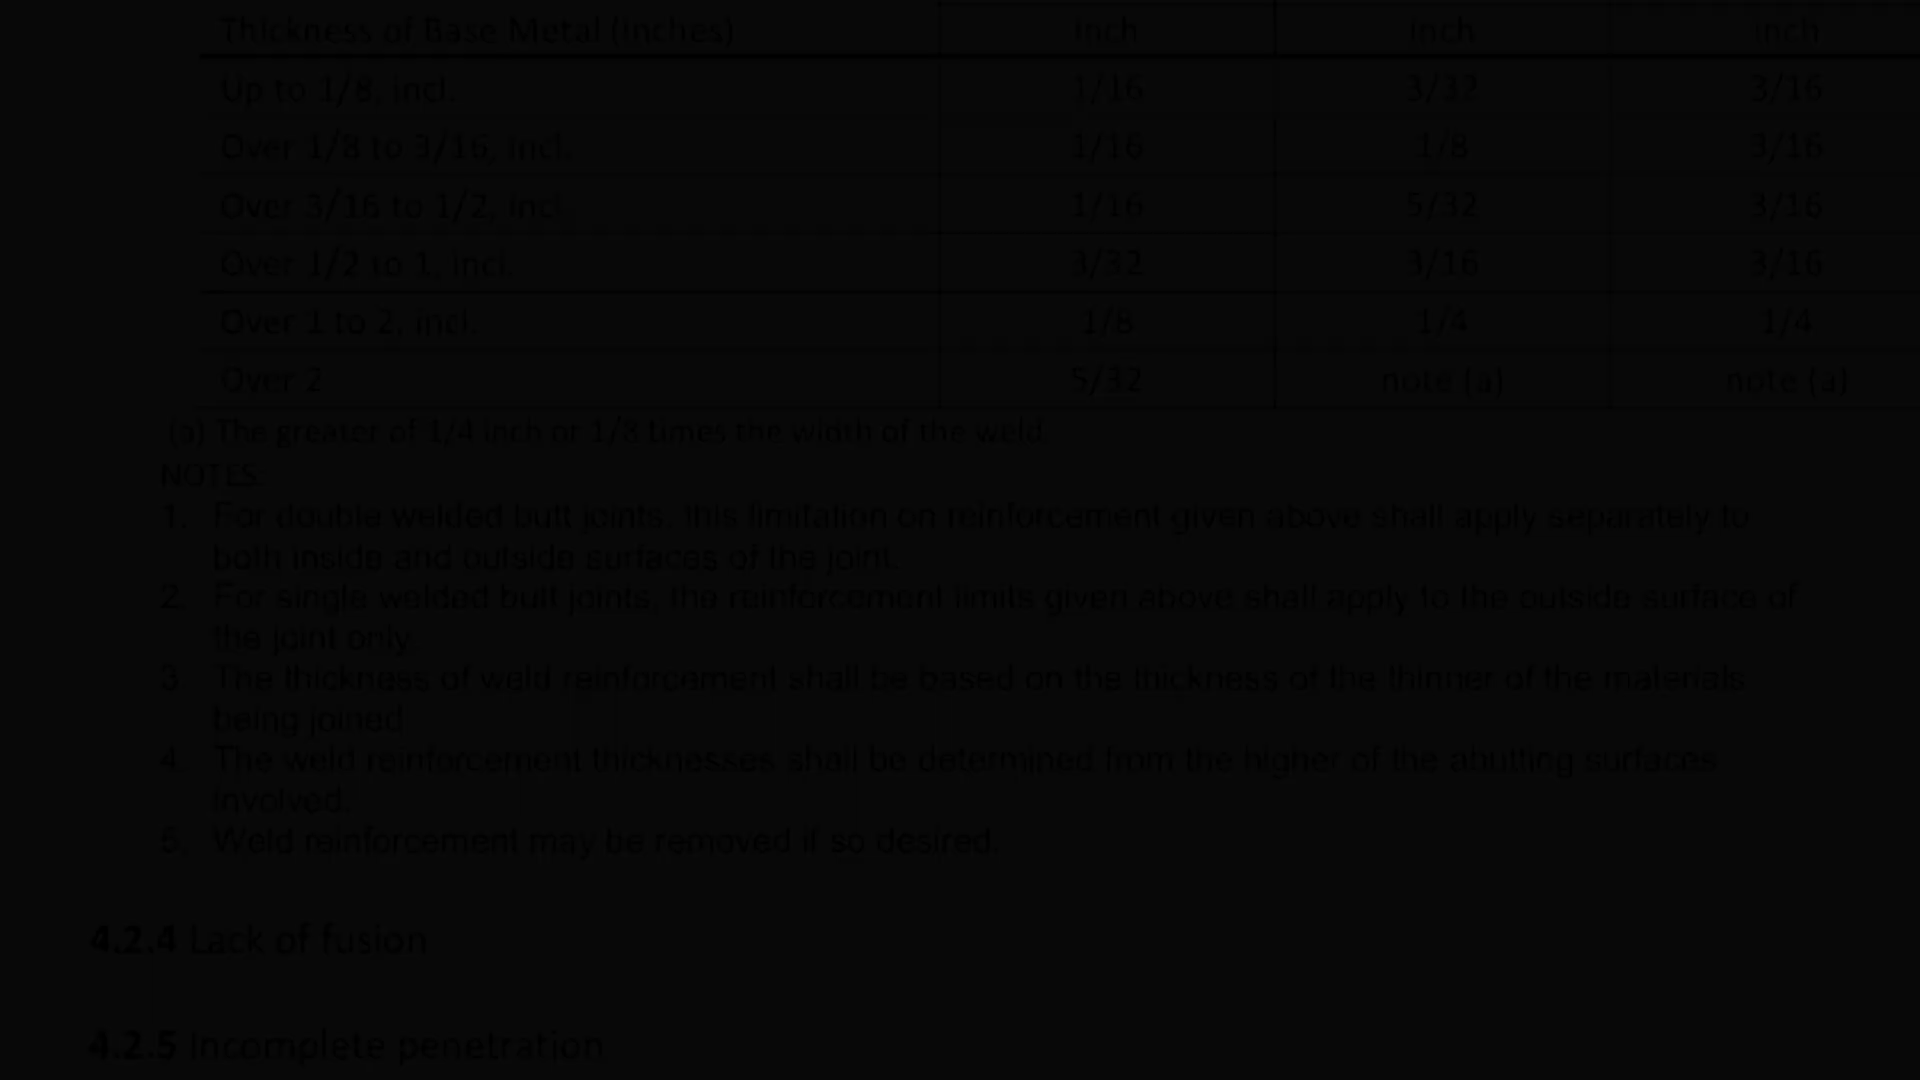 Thickness of Base Metal (inches) inch inch inch
Up to 1/8, incl. 1/16 3/32 3/16
Over 1/8 to 3/16, incl. 1/16 1/8 3/16
Over 3/16 to 1/2, incl. 1/16 5/32 3/16
Over 1/2 to 1, incl. 3/32 3/16 3/16
Over 1 to 2, incl. 1/8 1/4 1/4
Over 2 5/32 note (a) note (a)
(a) The greater of 1/4 inch or 1/8 times the width of the weld.
NOTES:
1. For double welded butt joints, this limitation on reinforcement given above shall apply separately to
both inside and outside surfaces of the joint.
2. For single welded butt joints, the reinforcement limits given above shall apply to the outside surface of
the joint only.
3. The thickness of weld reinforcement shall be based on the thickness of the thinner of the materials
being joined.
4. The weld reinforcement thicknesses shall be determined from the higher of the abutting surfaces
involved.
5. Weld reinforcement may be removed if so desired.
4.2.4 Lack of fusion
4.2.5 Incomplete penetration